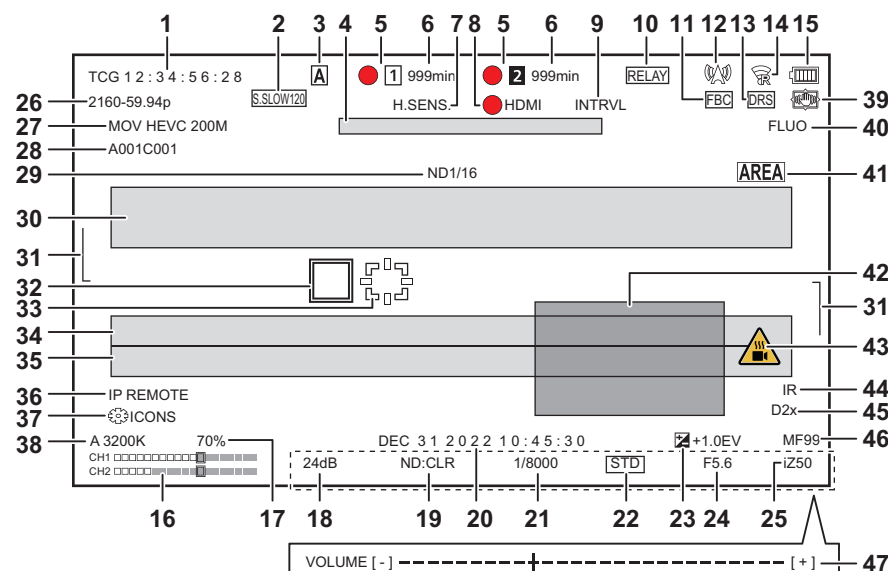 1 2 3 4 5 6 7 8 5 6 9 10 11 12 13 14 15
TCG 12:34:56:28 A 1 999min 2 999min RELAY
26 2160-59.94p S.SLOW120 H.SENS. HDMI INTRVL FBC DRS 39
27 MOV HEVC 200M FLUO 40
28 A001C001
29 ND1/16 AREA 41
30
31
32 42
33 31
34 43
35
36 IP REMOTE IR 44
37 ICONS D2x 45
38 A 3200K 70% DEC 31 2022 10:45:30 +1.0EV MF99 46
CH1
CH2 24dB ND:CLR 1/8000 STD F5.6 iZ50
16 17 18 19 20 21 22 23 24 25
VOLUME [ - ] [ + ] 47